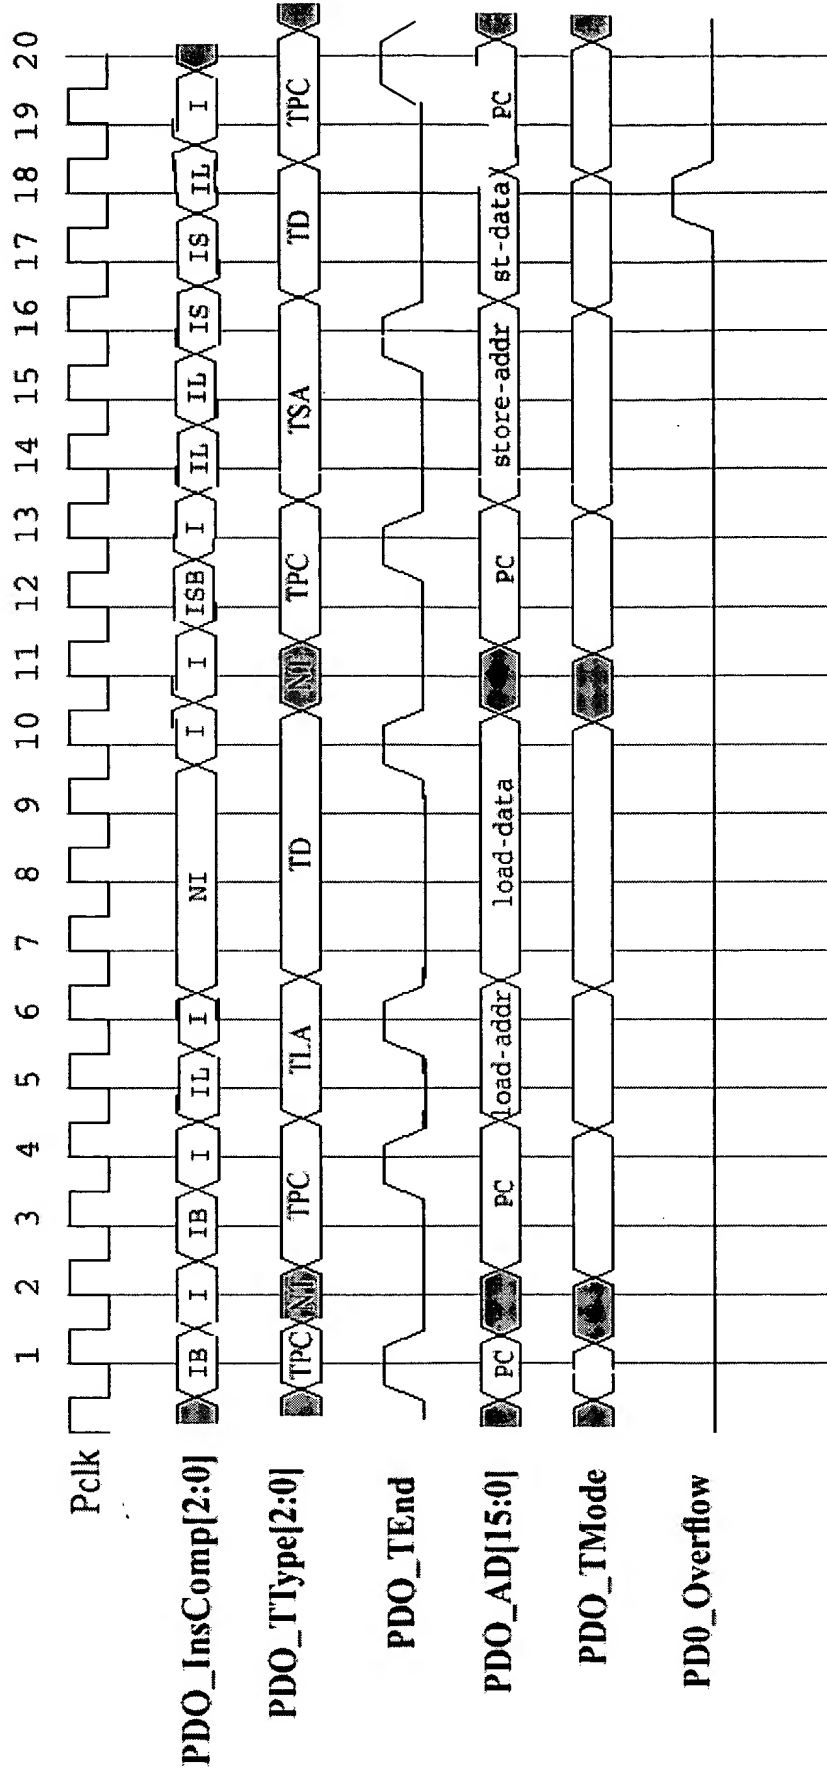 1 2 3 4 5 6 7 8 9 10 11 12 13 14 15 16 17 18 19 20
Pclk
PDO_InsComp[2:0] IB I IB I IL I NI I I ISB I IL IL IS IS IL I
PDO_TType[2:0] TPC NT TPC TLA TD NT TPC TSA TD TPC
PDO_TEnd
PDO_AD[15:0] PC PC load-addr load-data PC store-addr st-data PC
PDO_TMode
PD0_Overflow